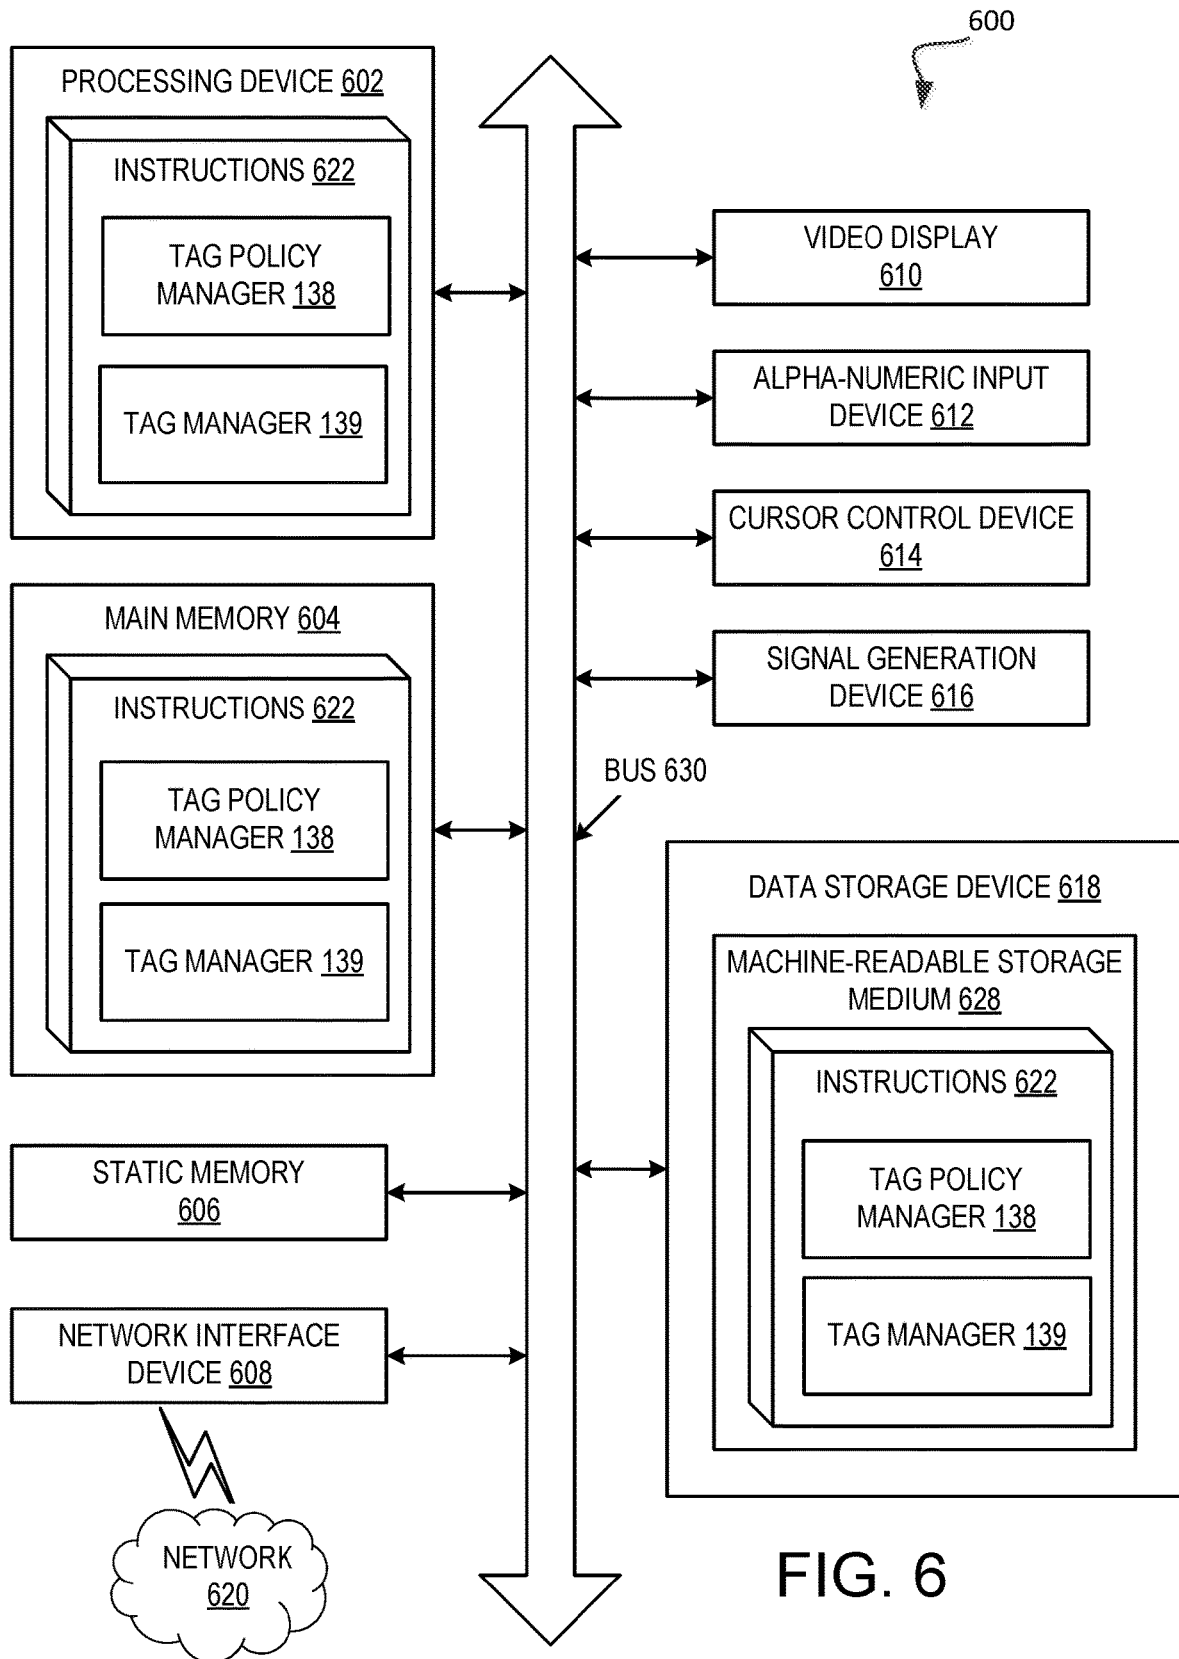 600
PROCESSING DEVICE 602
INSTRUCTIONS 622
TAG POLICY
MANAGER 138
TAG MANAGER 139
MAIN MEMORY 604
INSTRUCTIONS 622
TAG POLICY
MANAGER 138
TAG MANAGER 139
STATIC MEMORY
606
NETWORK INTERFACE
DEVICE 608
NETWORK
620
VIDEO DISPLAY
610
ALPHA-NUMERIC INPUT
DEVICE 612
CURSOR CONTROL DEVICE
614
SIGNAL GENERATION
DEVICE 616
BUS 630
DATA STORAGE DEVICE 618
MACHINE-READABLE STORAGE
MEDIUM 628
INSTRUCTIONS 622
TAG POLICY
MANAGER 138
TAG MANAGER 139
FIG. 6